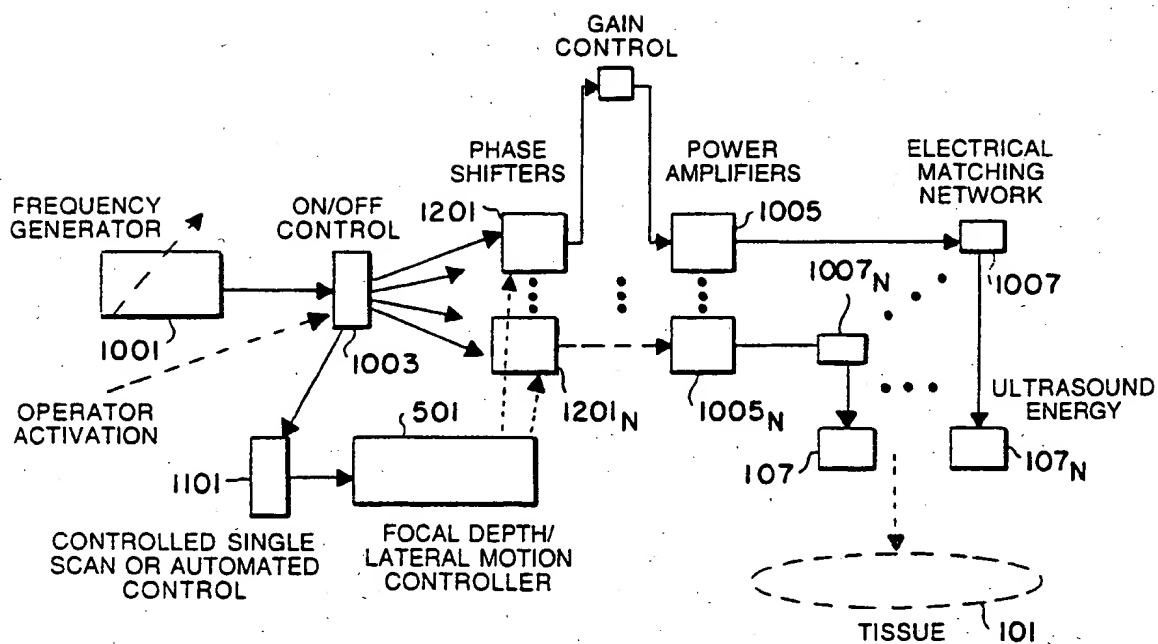 GAIN
CONTROL
PHASE
SHIFTERS
POWER
AMPLIFIERS
ELECTRICAL
MATCHING
NETWORK
FREQUENCY
GENERATOR
ON/OFF
CONTROL
1201
1005
1007
1007N
1001
1003
OPERATOR
ACTIVATION
501
1201N
1005N
ULTRASOUND
ENERGY
1101
107
107N
CONTROLLED SINGLE
SCAN OR AUTOMATED
CONTROL
FOCAL DEPTH/
LATERAL MOTION
CONTROLLER
TISSUE
101